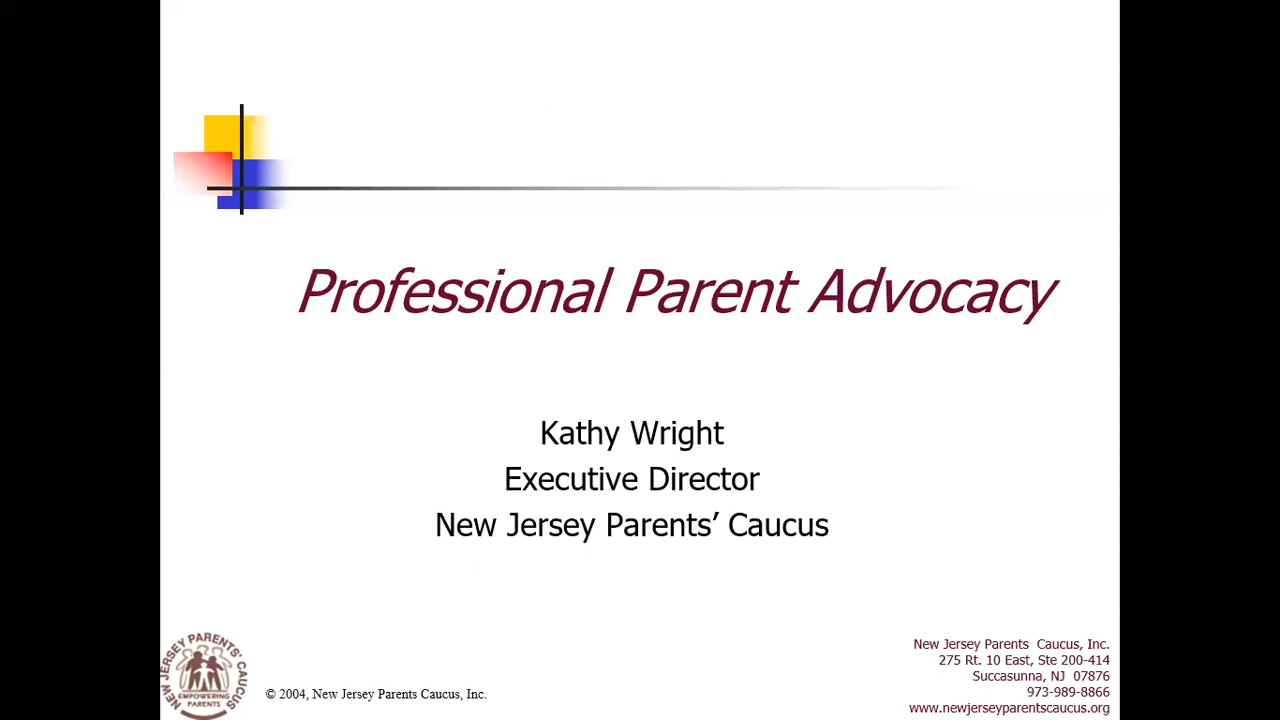 Professional Parent Advocacy
Kathy Wright
Executive Director
New Jersey Parents’ Caucus
NEW JERSEY PARENTS' CAUCUS
EMPOWERING
PARENTS
© 2004, New Jersey Parents Caucus, Inc.
New Jersey Parents  Caucus, Inc.
275 Rt. 10 East, Ste 200-414
Succasunna, NJ  07876
973-989-8866
www.newjerseyparentscaucus.org